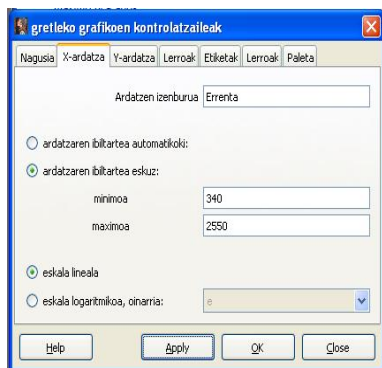 gretleko grafikoen kontrolatzaileak
Nagusia X-ardatza Y-ardatza Lerroak Etiketak Lerroak Paleta
Ardatzen izenburua Errenta
ardatzaren ibiltartea automatikoki:
ardatzaren ibiltartea eskuz:
minimoa 340
maximoa 2550
eskala lineala
eskala logaritmikoa, oinarria: e
Help Apply OK Close